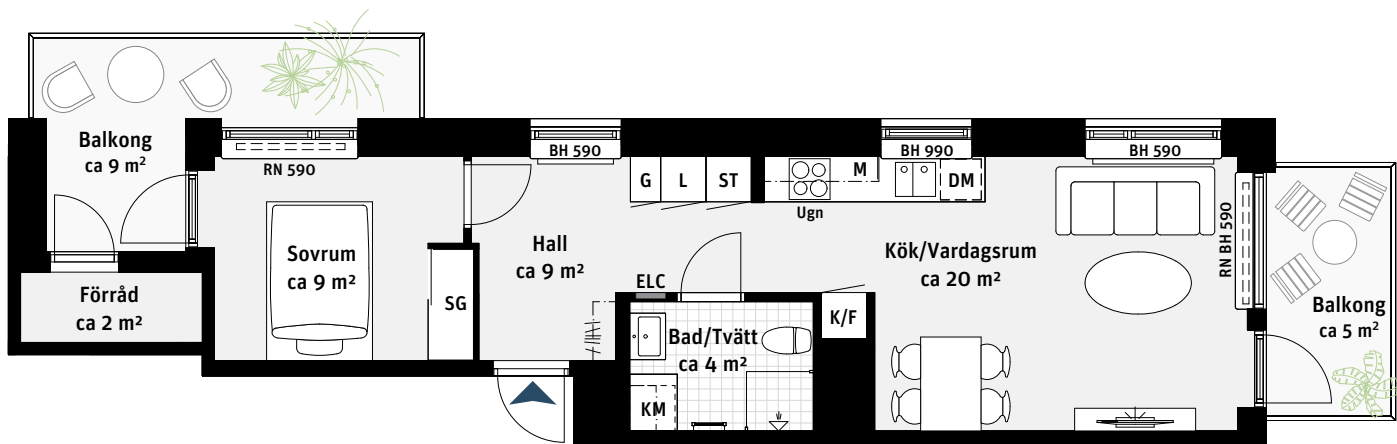 Balkong
ca 9 m²
RN 590
BH 590
BH 990
BH 590
G
L
ST
M
DM
Ugn
RN BH 590
Sovrum
ca 9 m²
Hall
ca 9 m²
Kök/Vardagsrum
ca 20 m²
Förråd
ca 2 m²
SG
ELC
K/F
Balkong
ca 5 m²
Bad/Tvätt
ca 4 m²
KM